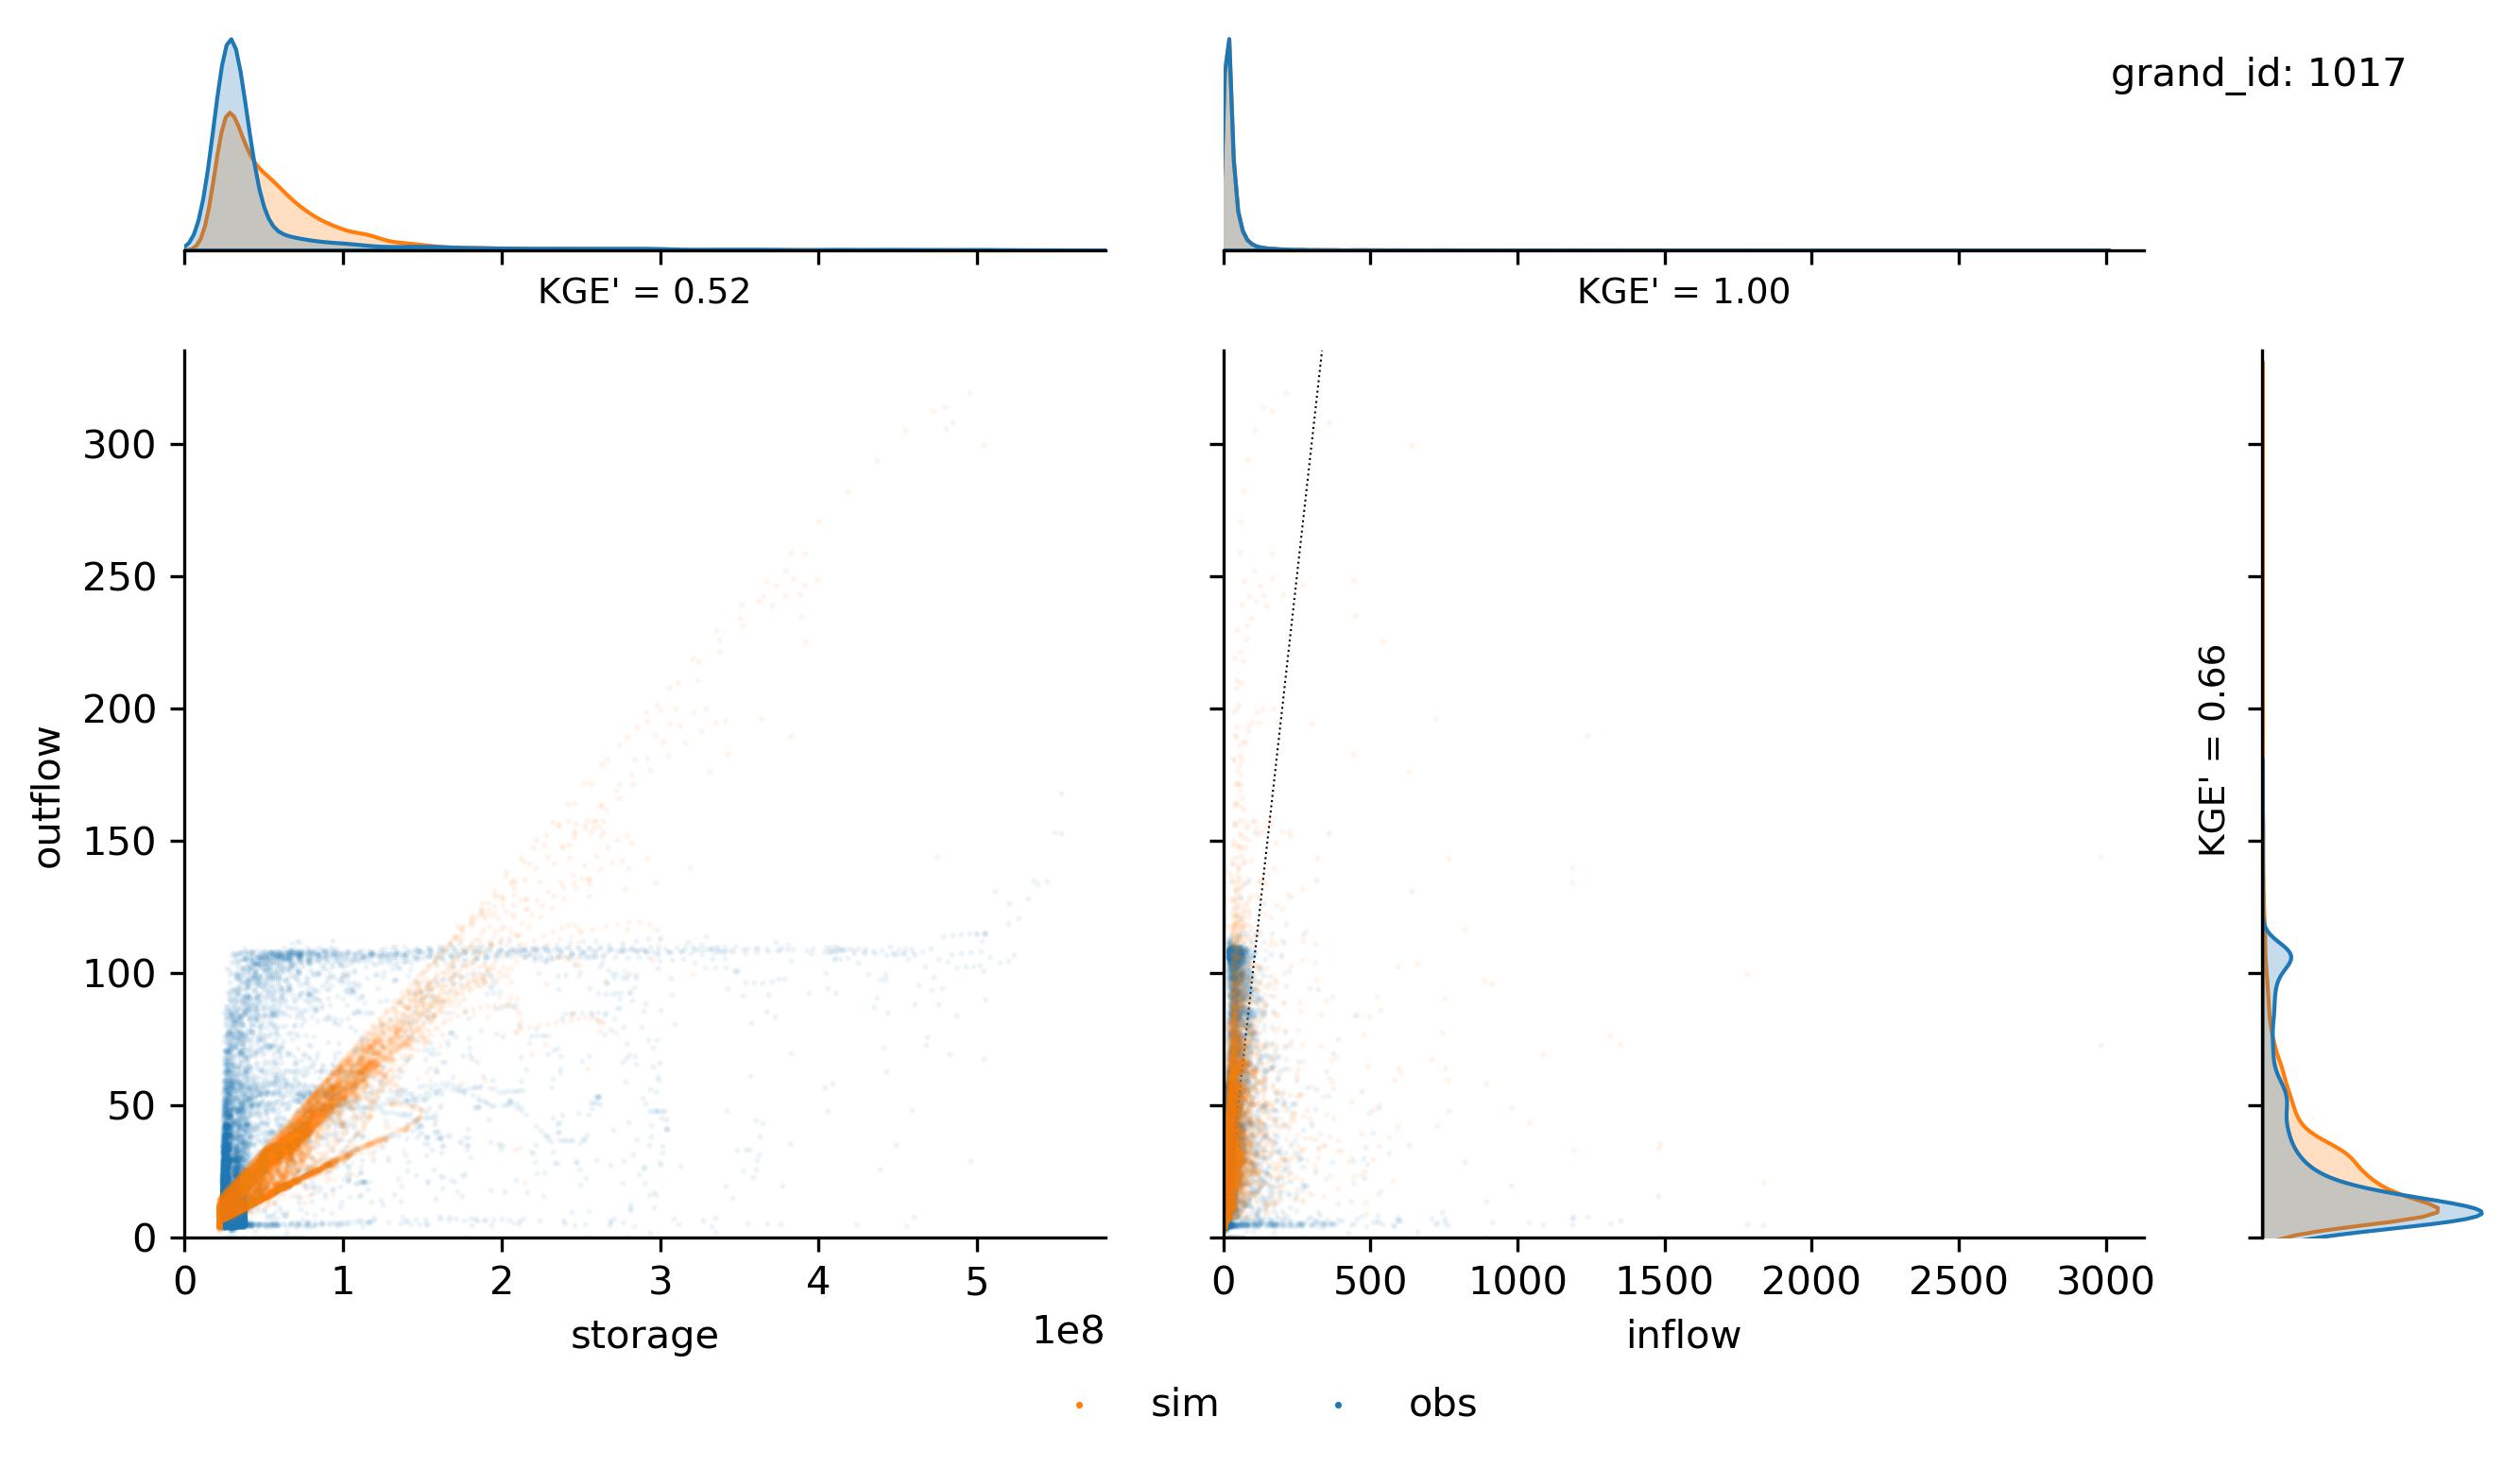 grand_id: 1017
KGE' = 0.52
KGE' = 1.00
outflow
300
250
200
150
100
50
0
KGE' = 0.66
0 1 2 3 4 5
0 500 1000 1500 2000 2500 3000
storage
1e8
inflow
sim obs